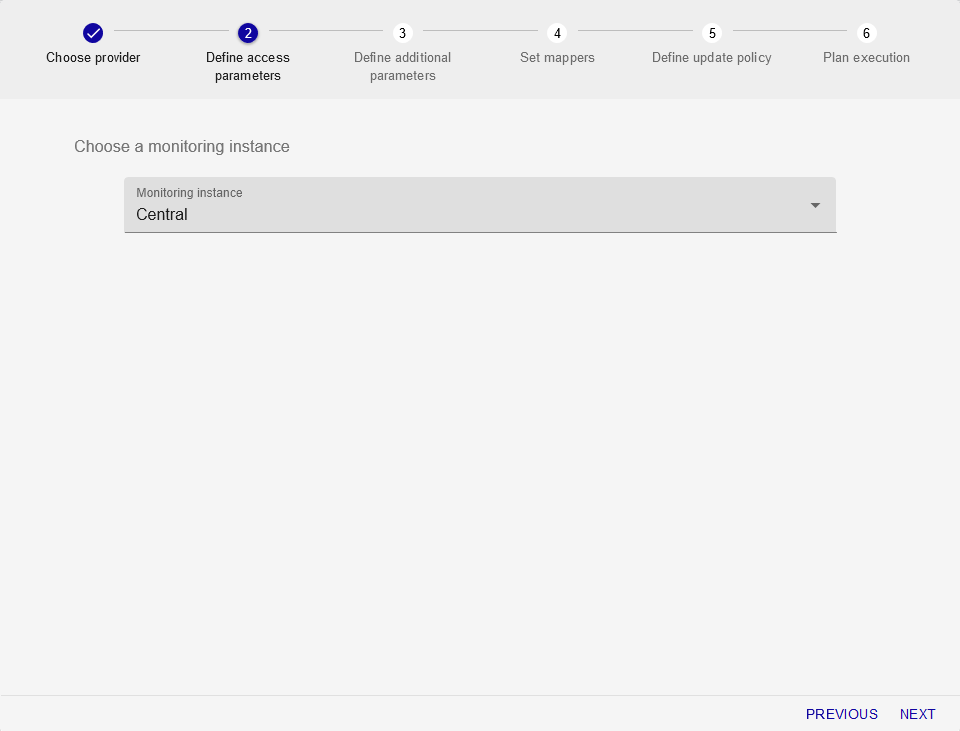 2 3 4 5 6
Choose provider Define access Define additional Set mappers Define update policy Plan execution
parameters parameters
Choose a monitoring instance
Monitoring instance
Central
PREVIOUS NEXT